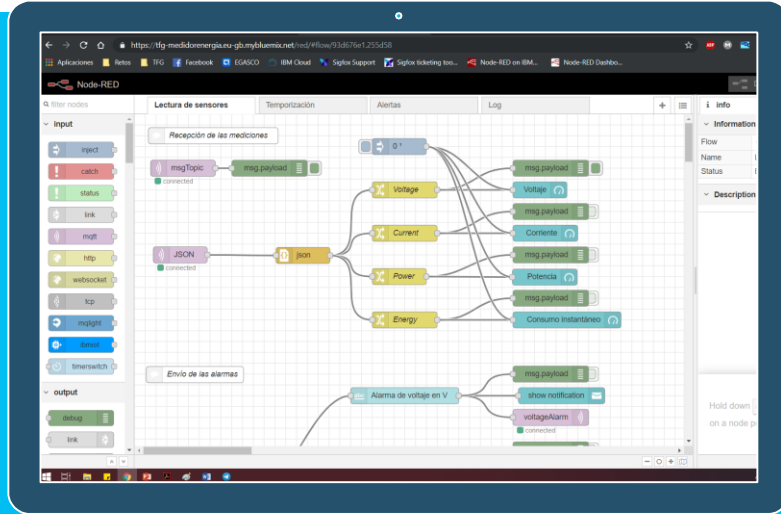 https://tfg-medidorenergia.eu-gb.mybluemix.net/red/#flow/93d676e1.255d58
Aplicaciones Retos TFG Facebook EGASCO IBM Cloud Sigfox Support Sigfox ticketing too... Node-RED on IBM... Node-RED Dashbo...
Node-RED
filter nodes Lectura de sensores Temporización Alertas Log i info
input
inject
catch
status
link
mqtt
http
websocket
tcp
mqlight
ibmiot
timerswitch
output
debug
link
Recepción de las mediciones
msgTopic msg.payload
connected
JSON json
connected
0 °
Voltage
Current
Power
Energy
msg.payload
Voltaje
msg.payload
Corriente
msg.payload
Potencia
msg.payload
Consumo instantáneo
Envío de las alarmas
Alarma de voltaje en V
msg.payload
show notification
voltageAlarm
connected
Information
Flow
Name
Status
Description
Hold down
on a node